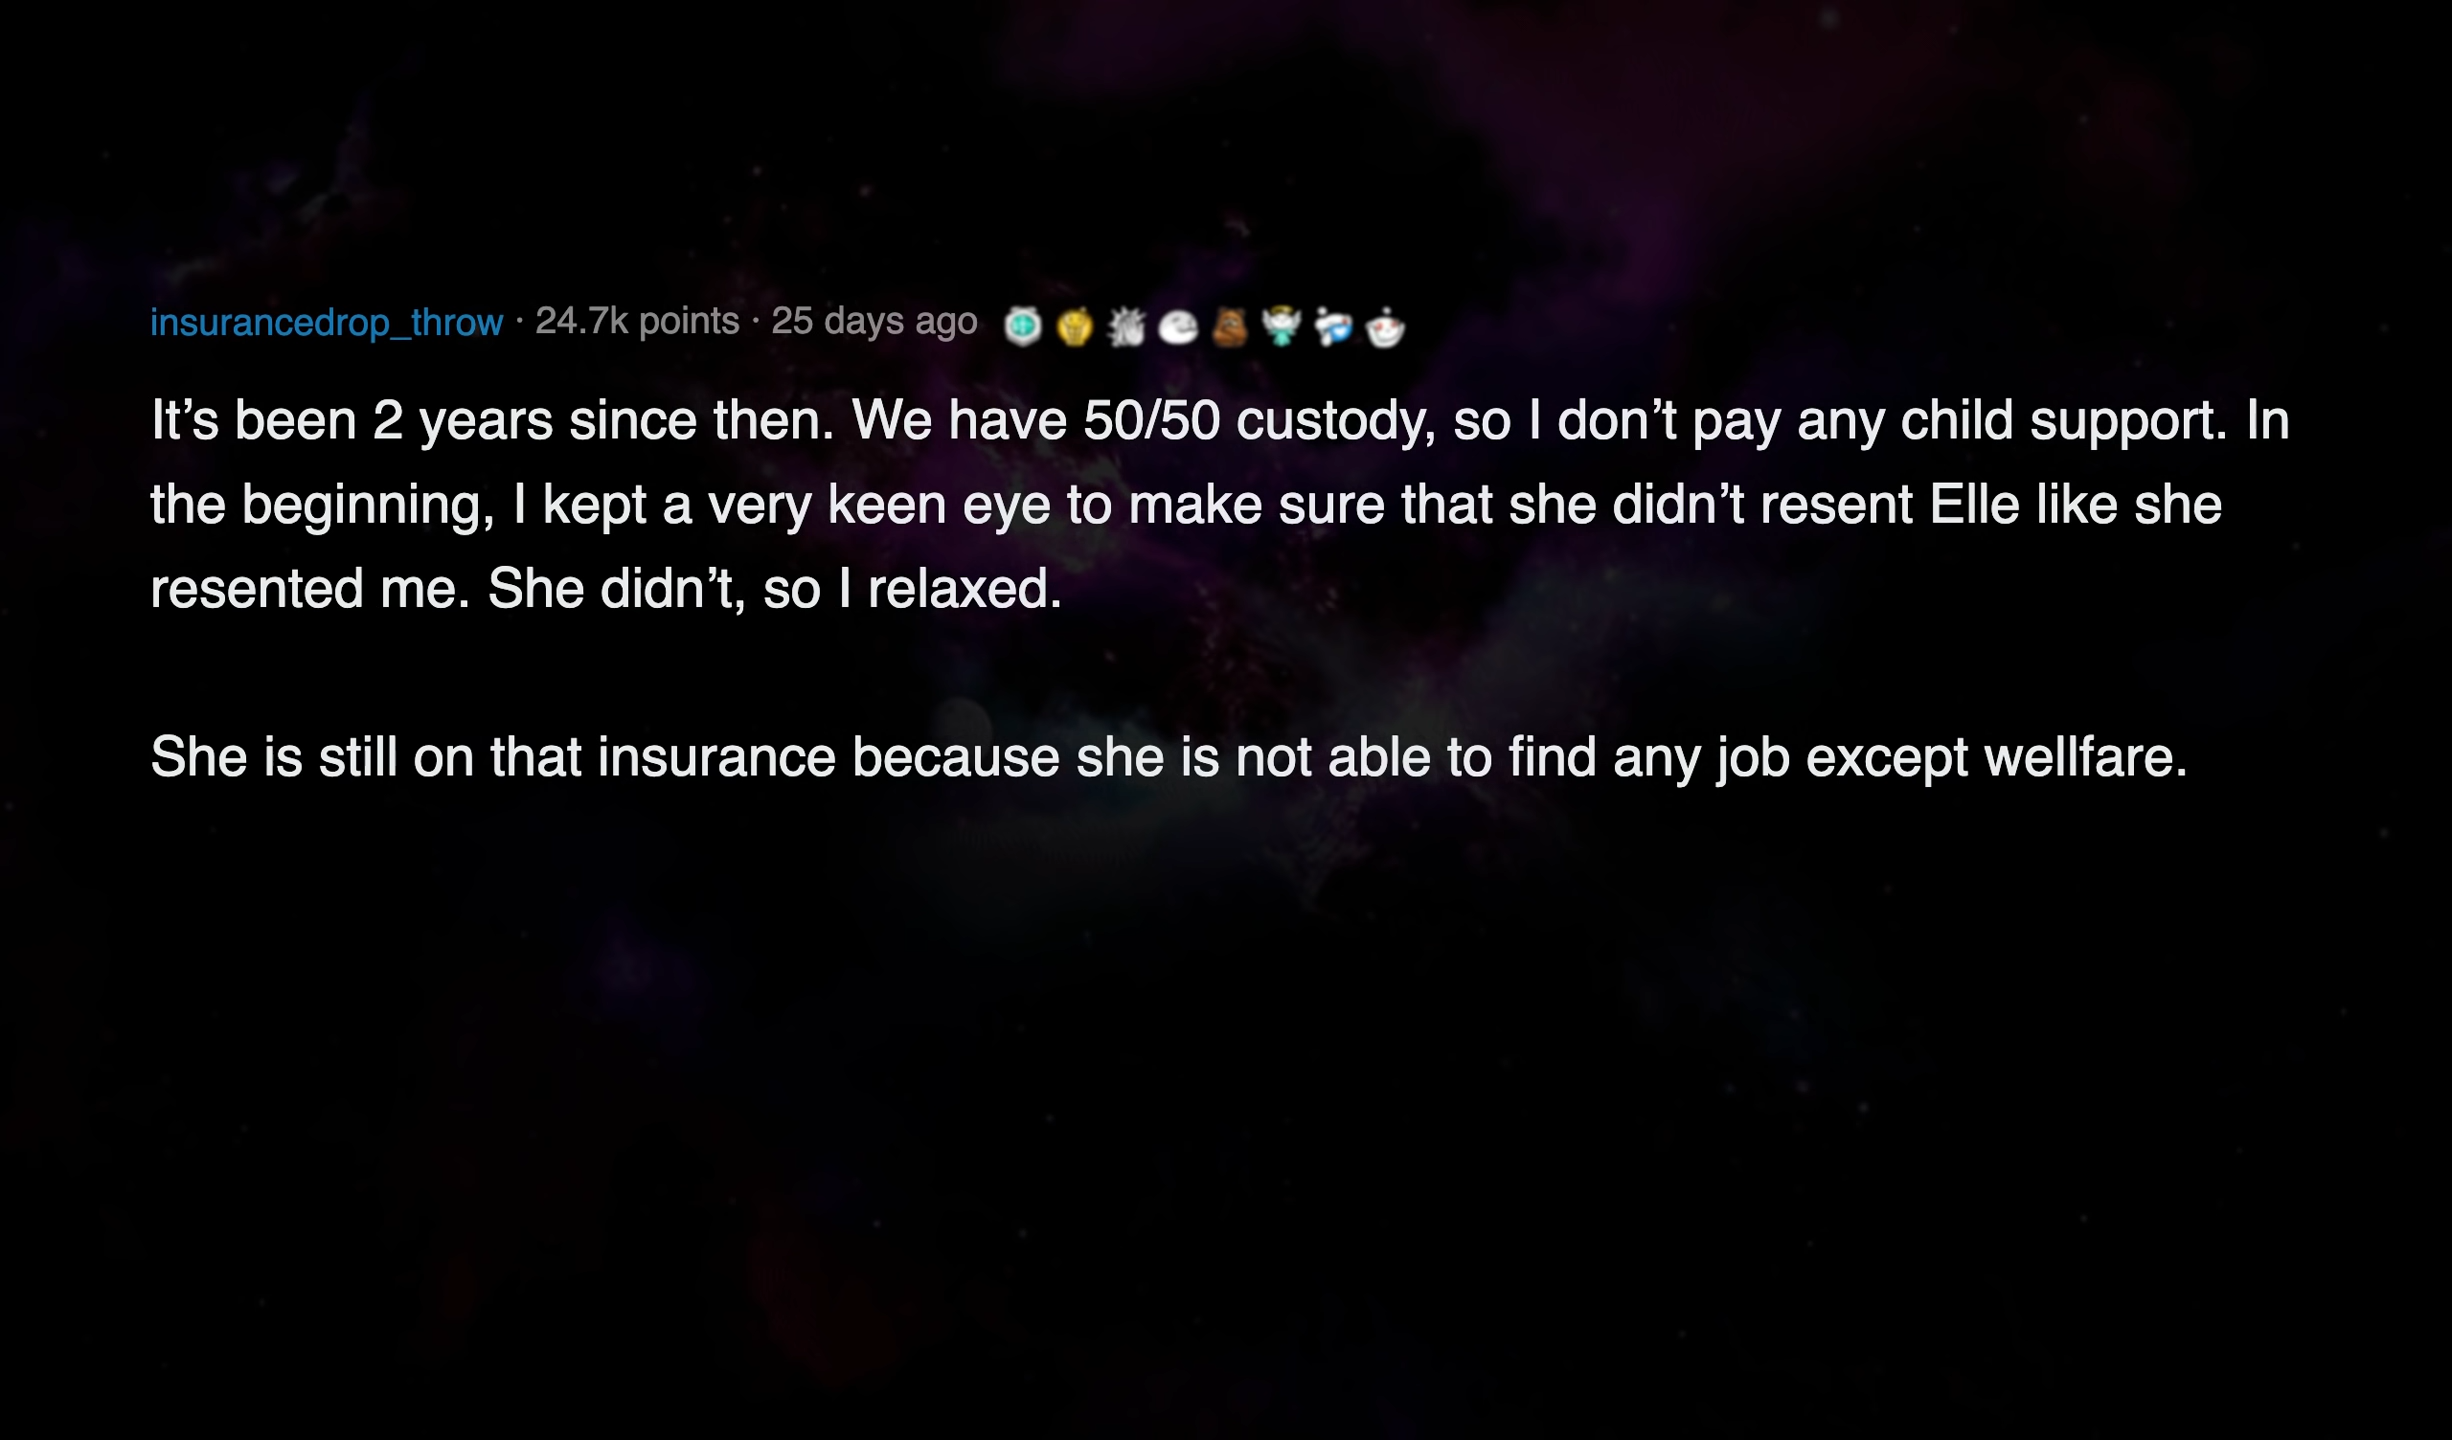 insurancedrop_throw · 24.7k points · 25 days ago
It’s been 2 years since then. We have 50/50 custody, so I don’t pay any child support. In
the beginning, I kept a very keen eye to make sure that she didn’t resent Elle like she
resented me. She didn’t, so I relaxed.
She is still on that insurance because she is not able to find any job except wellfare.